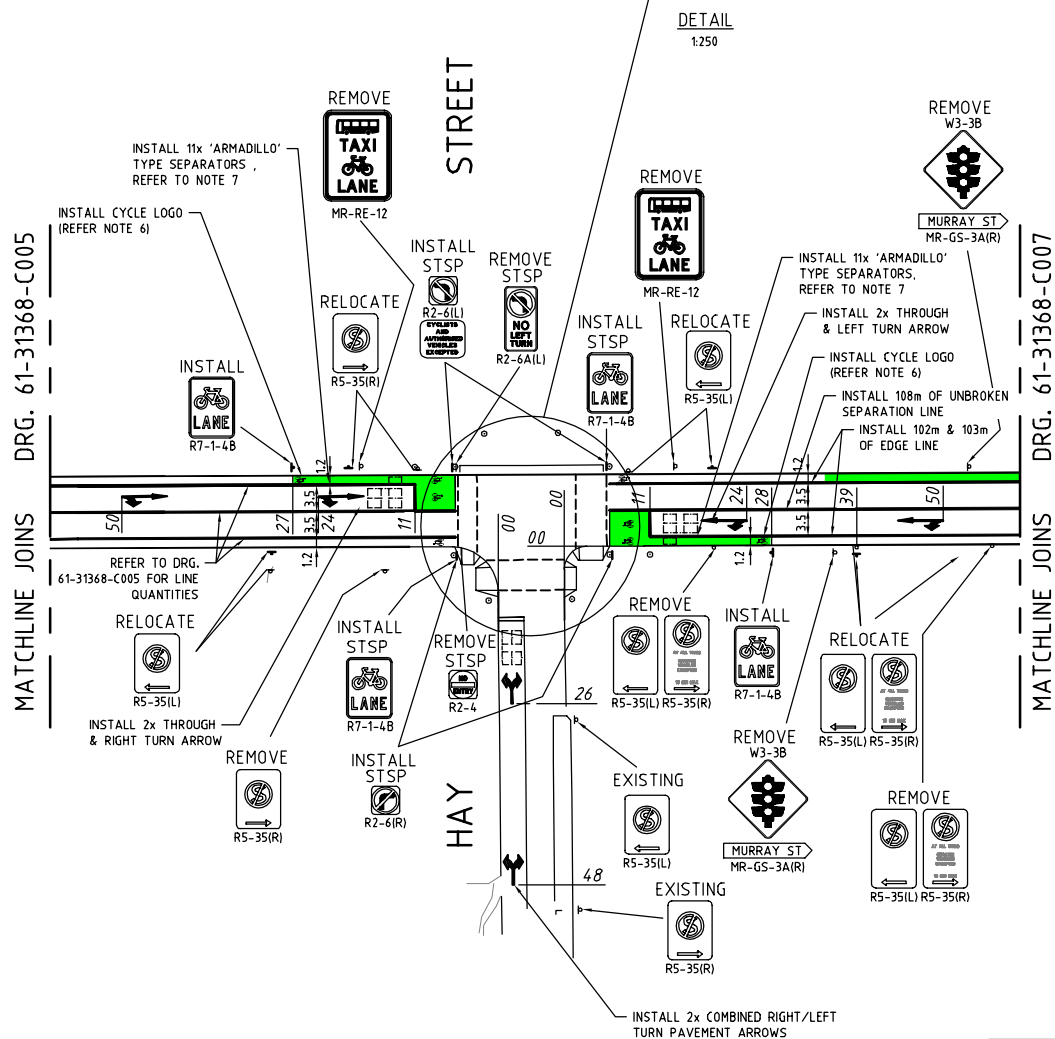 DETAIL
1:250
STREET
REMOVE
TAXI
LANE
MR-RE-12
INSTALL 11x 'ARMADILLO'
TYPE SEPARATORS ,
REFER TO NOTE 7
INSTALL CYCLE LOGO
(REFER NOTE 6)
REMOVE
W3-3B
MURRAY ST
MR-GS-3A(R)
REMOVE
TAXI
LANE
MR-RE-12
INSTALL
STSP
R2-6(L)
CYCLISTS
AND
AUTHORISED
VEHICLES
EXCEPTED
REMOVE
STSP
NO
LEFT
TURN
R2-6A(L)
RELOCATE
R5-35(R)
INSTALL
LANE
R7-1-4B
INSTALL
STSP
LANE
R7-1-4B
RELOCATE
R5-35(L)
INSTALL 11x 'ARMADILLO'
TYPE SEPARATORS,
REFER TO NOTE 7
INSTALL 2x THROUGH
& LEFT TURN ARROW
INSTALL CYCLE LOGO
(REFER NOTE 6)
INSTALL 108m OF UNBROKEN
SEPARATION LINE
INSTALL 102m & 103m
OF EDGE LINE
MATCHLINE JOINS DRG. 61-31368-C005
MATCHLINE JOINS DRG. 61-31368-C007
1.2
3.5
3.5
1.2
50
27
24
11
00
00
00
11
24
28
39
50
1.2
3.5
3.5
1.2
REFER TO DRG.
61-31368-C005 FOR LINE
QUANTITIES
RELOCATE
R5-35(L)
INSTALL 2x THROUGH
& RIGHT TURN ARROW
REMOVE
R5-35(R)
INSTALL
STSP
LANE
R7-1-4B
REMOVE
STSP
NO
ENTRY
R2-4
INSTALL
STSP
R2-6(R)
HAY
26
48
REMOVE
R5-35(L)
R5-35(R)
INSTALL
LANE
R7-1-4B
RELOCATE
R5-35(L)
R5-35(R)
REMOVE
W3-3B
MURRAY ST
MR-GS-3A(R)
EXISTING
R5-35(L)
REMOVE
R5-35(L)
R5-35(R)
EXISTING
R5-35(R)
INSTALL 2x COMBINED RIGHT/LEFT
TURN PAVEMENT ARROWS